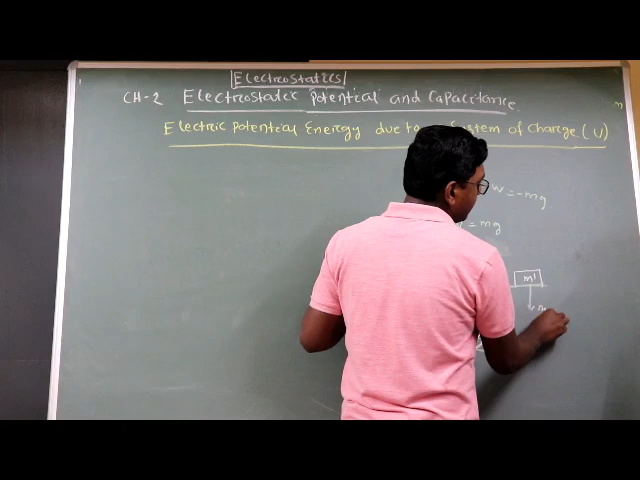 Electrostatics
CH-2 Electrostatic Potential and Capacitance
Electric Potential Energy due to System of Charge (U)
W = -mg
= mg
m